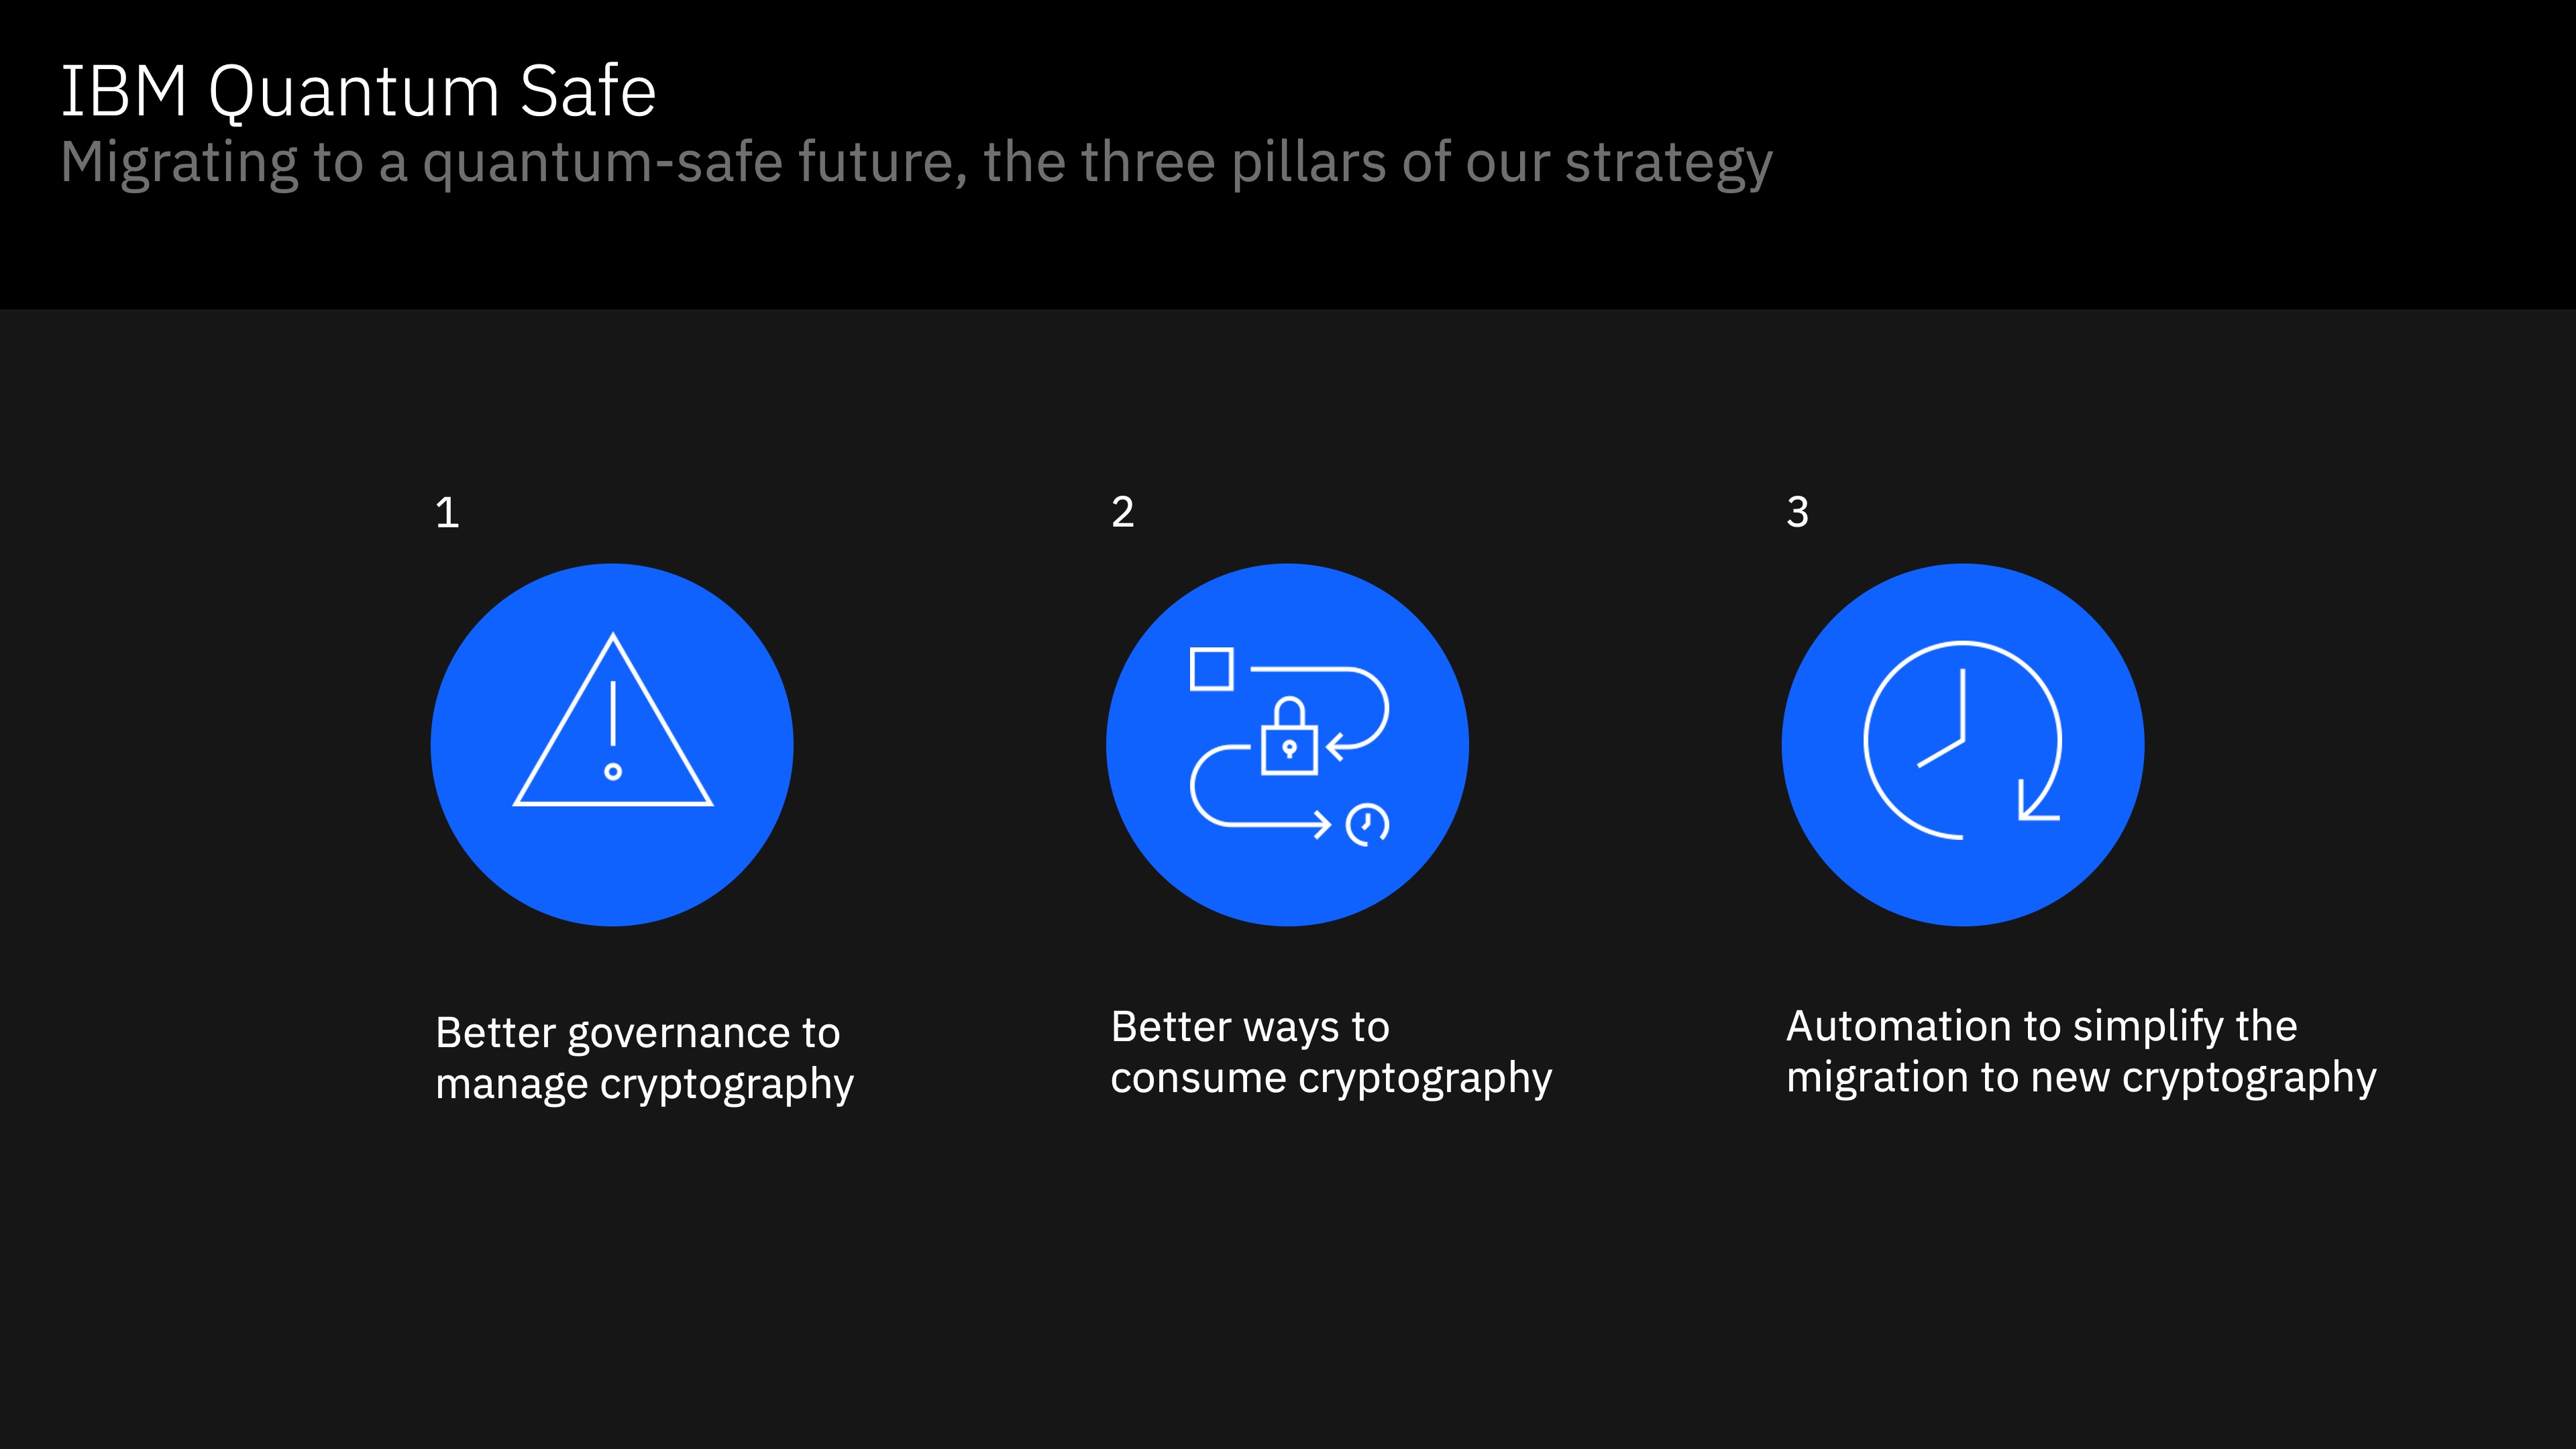 IBM Quantum Safe
Migrating to a quantum-safe future, the three pillars of our strategy
1
Better governance to
manage cryptography
2
Better ways to
consume cryptography
3
Automation to simplify the
migration to new cryptography